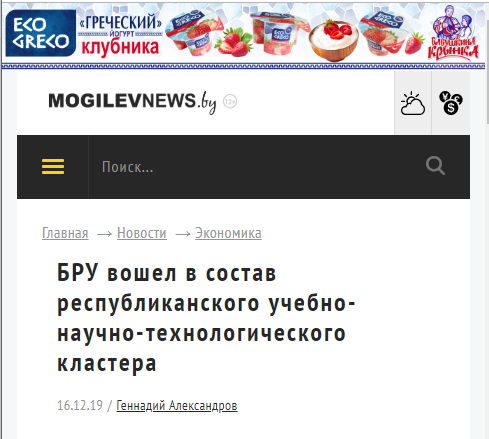 ECO
GRECO
«ГРЕЧЕСКИЙ»
ЙОГУРТ
клубника
БАБУШКИНА
КРЫНКА
MOGILEVNEWS.by 12+
Поиск...
Главная → Новости → Экономика
БРУ вошел в состав
республиканского учебно-
научно-технологического
кластера
16.12.19 / Геннадий Александров